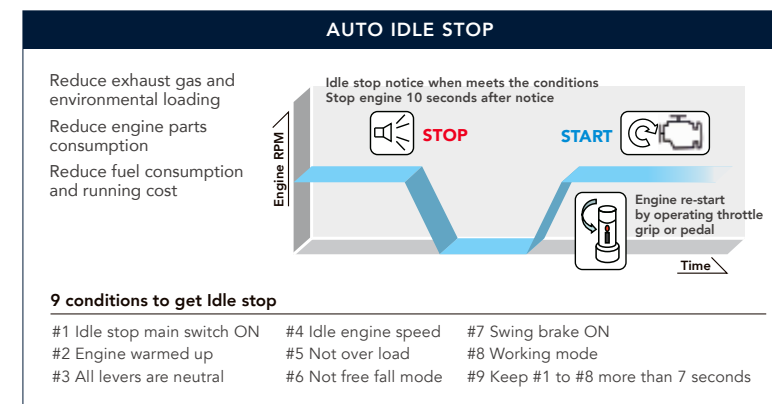 AUTO IDLE STOP
Reduce exhaust gas and
environmental loading
Reduce engine parts
consumption
Reduce fuel consumption
and running cost
Idle stop notice when meets the conditions
Stop engine 10 seconds after notice
STOP
START
Engine RPM
Engine re-start
by operating throttle
grip or pedal
Time
9 conditions to get Idle stop
#1 Idle stop main switch ON
#2 Engine warmed up
#3 All levers are neutral
#4 Idle engine speed
#5 Not over load
#6 Not free fall mode
#7 Swing brake ON
#8 Working mode
#9 Keep #1 to #8 more than 7 seconds